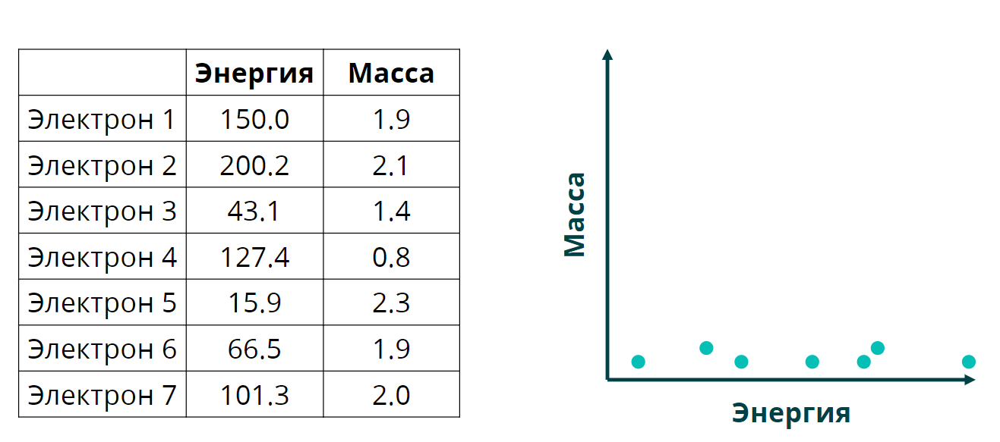 Энергия Масса
Электрон 1 150.0 1.9
Электрон 2 200.2 2.1
Электрон 3 43.1 1.4
Электрон 4 127.4 0.8
Электрон 5 15.9 2.3
Электрон 6 66.5 1.9
Электрон 7 101.3 2.0
Масса
Энергия